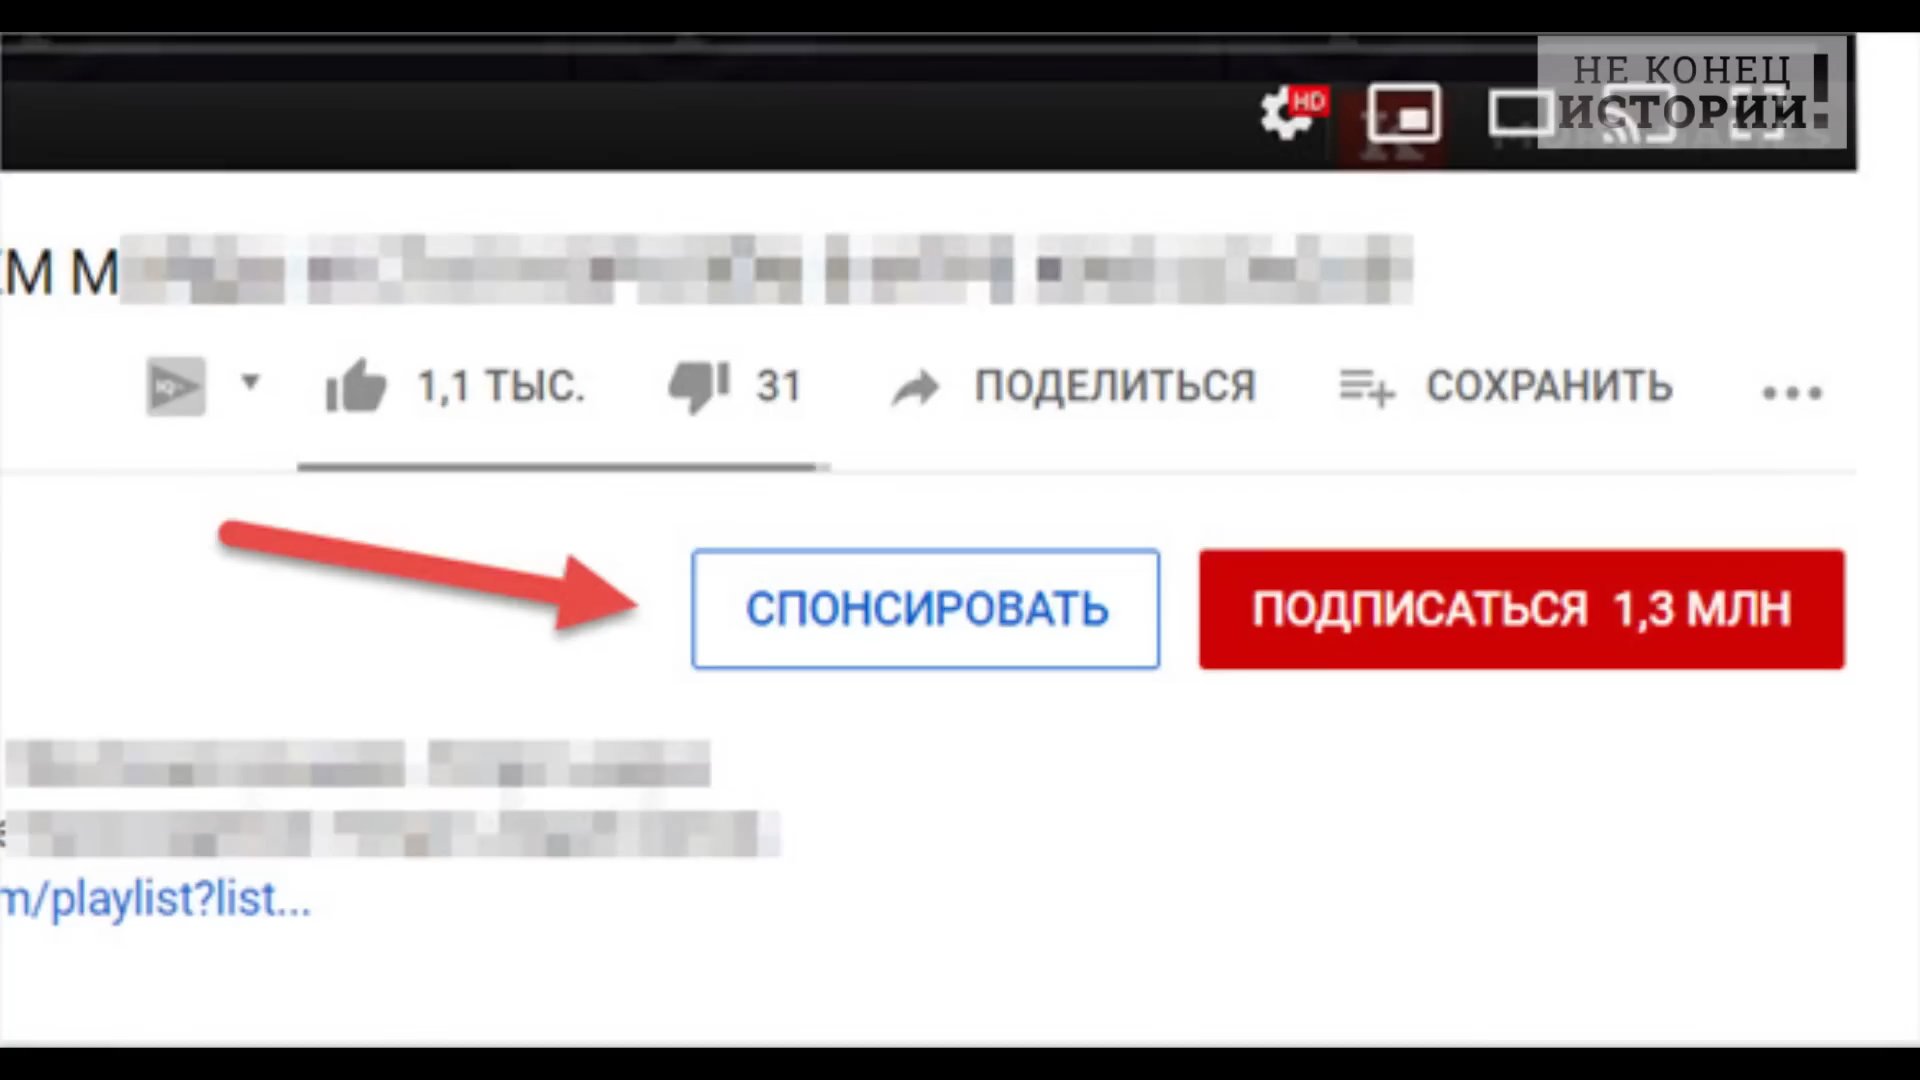 НЕ КОНЕЦ
ИСТОРИИ!
HD
М М
1,1 ТЫС.
31
ПОДЕЛИТЬСЯ
СОХРАНИТЬ
СПОНСИРОВАТЬ
ПОДПИСАТЬСЯ 1,3 МЛН
m/playlist?list...